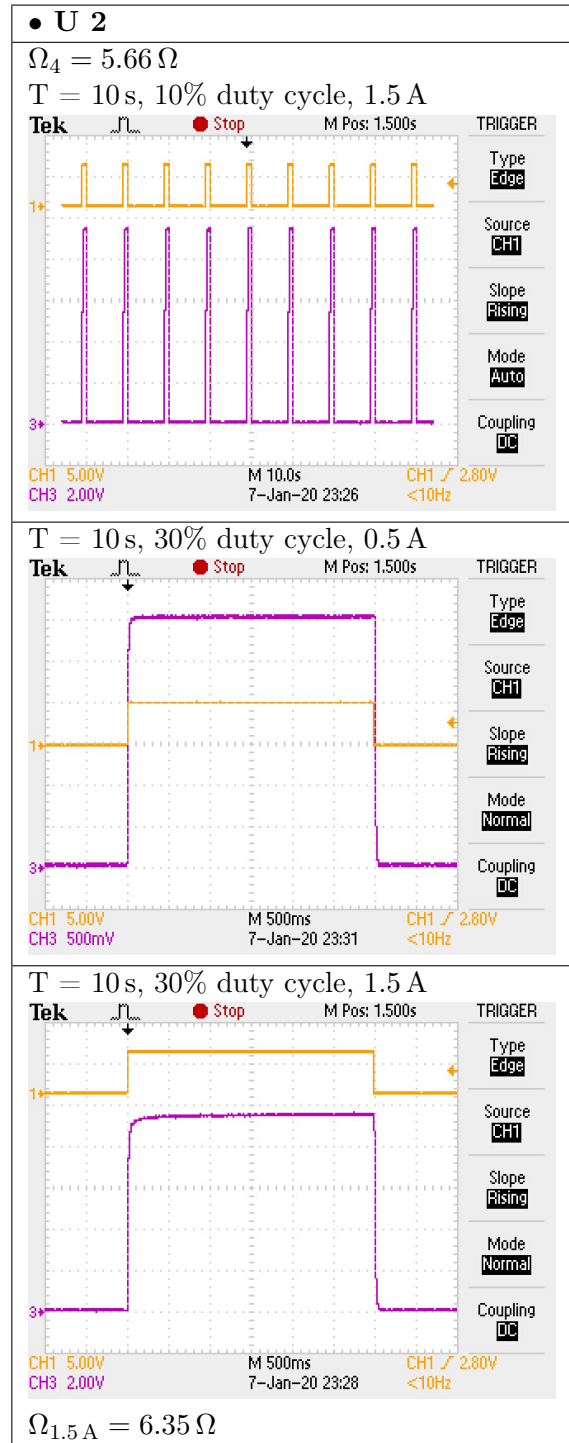 • U 2
Ω₄ = 5.66 Ω
T = 10 s, 10% duty cycle, 1.5 A
Tek Stop M Pos: 1.500s TRIGGER
Type
Edge
1
Source
CH1
Slope
Rising
Mode
Auto
Coupling
3
DC
CH1 5.00V M 10.0s CH1 2.80V
CH3 2.00V 7-Jan-20 23:26 <10Hz
T = 10 s, 30% duty cycle, 0.5 A
Tek Stop M Pos: 1.500s TRIGGER
Type
Edge
Source
CH1
Slope
1
Rising
Mode
Normal
Coupling
3
DC
CH1 5.00V M 500ms CH1 2.80V
CH3 500mV 7-Jan-20 23:31 <10Hz
T = 10 s, 30% duty cycle, 1.5 A
Tek Stop M Pos: 1.500s TRIGGER
Type
Edge
1
Source
CH1
Slope
Rising
Mode
Normal
Coupling
3
DC
CH1 5.00V M 500ms CH1 2.80V
CH3 2.00V 7-Jan-20 23:28 <10Hz
Ω₁.₅ A = 6.35 Ω